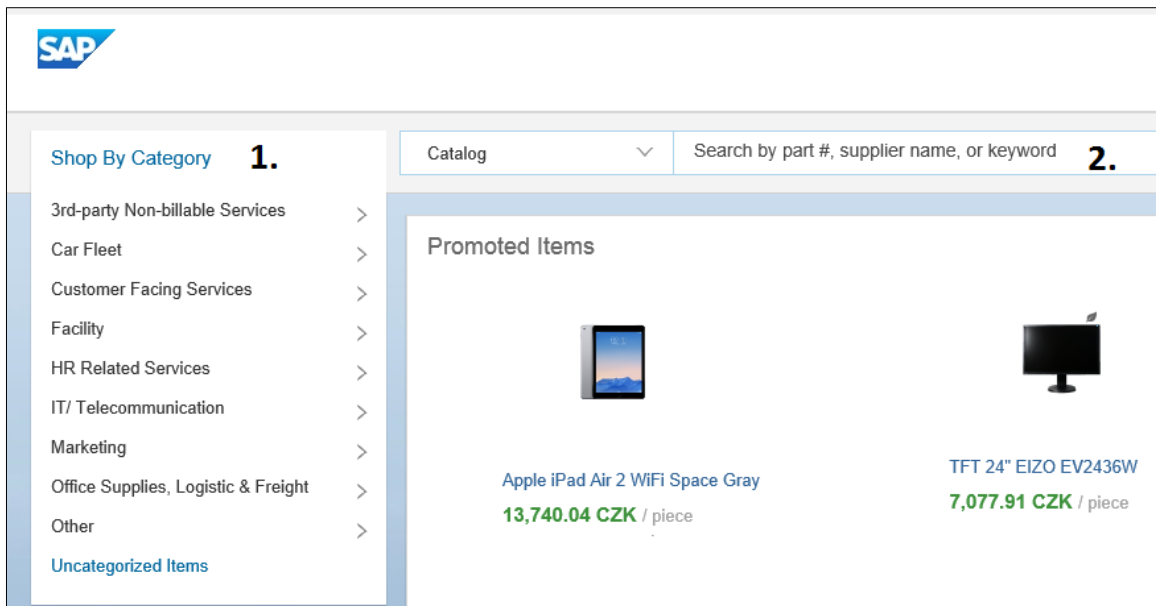 SAP
Shop By Category 1.
Catalog
Search by part #, supplier name, or keyword 2.
3rd-party Non-billable Services
Car Fleet
Customer Facing Services
Facility
HR Related Services
IT/ Telecommunication
Marketing
Office Supplies, Logistic & Freight
Other
Uncategorized Items
Promoted Items
Apple iPad Air 2 WiFi Space Gray
13,740.04 CZK / piece
TFT 24" EIZO EV2436W
7,077.91 CZK / piece